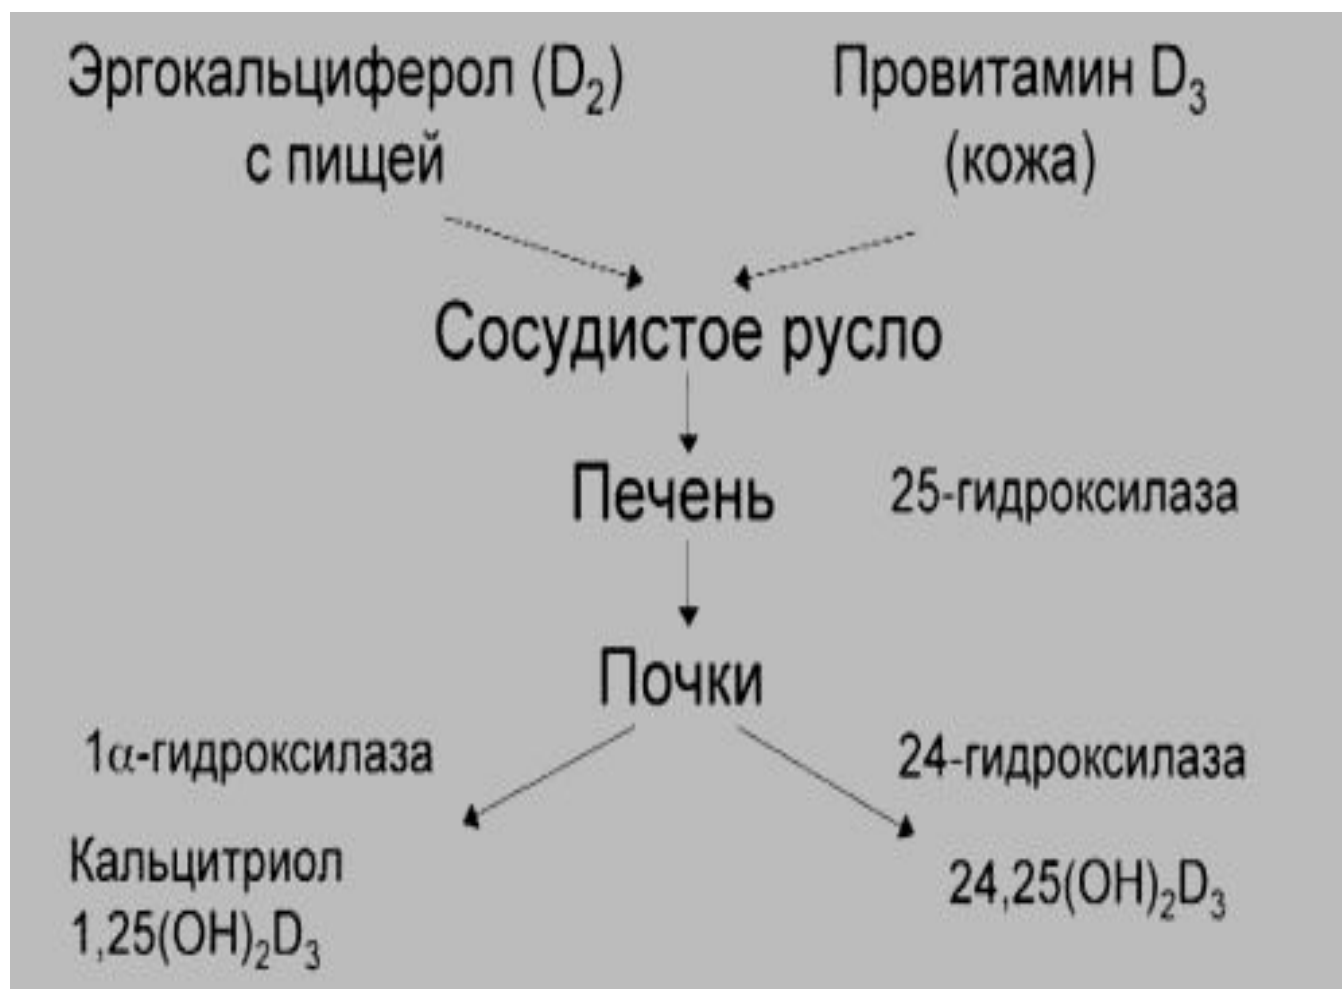 Эргокальциферол (D₂)
с пищей
Провитамин D₃
(кожа)
Сосудистое русло
Печень
25-гидроксилаза
Почки
1α-гидроксилаза
24-гидроксилаза
Кальцитриол
1,25(OH)₂D₃
24,25(OH)₂D₃